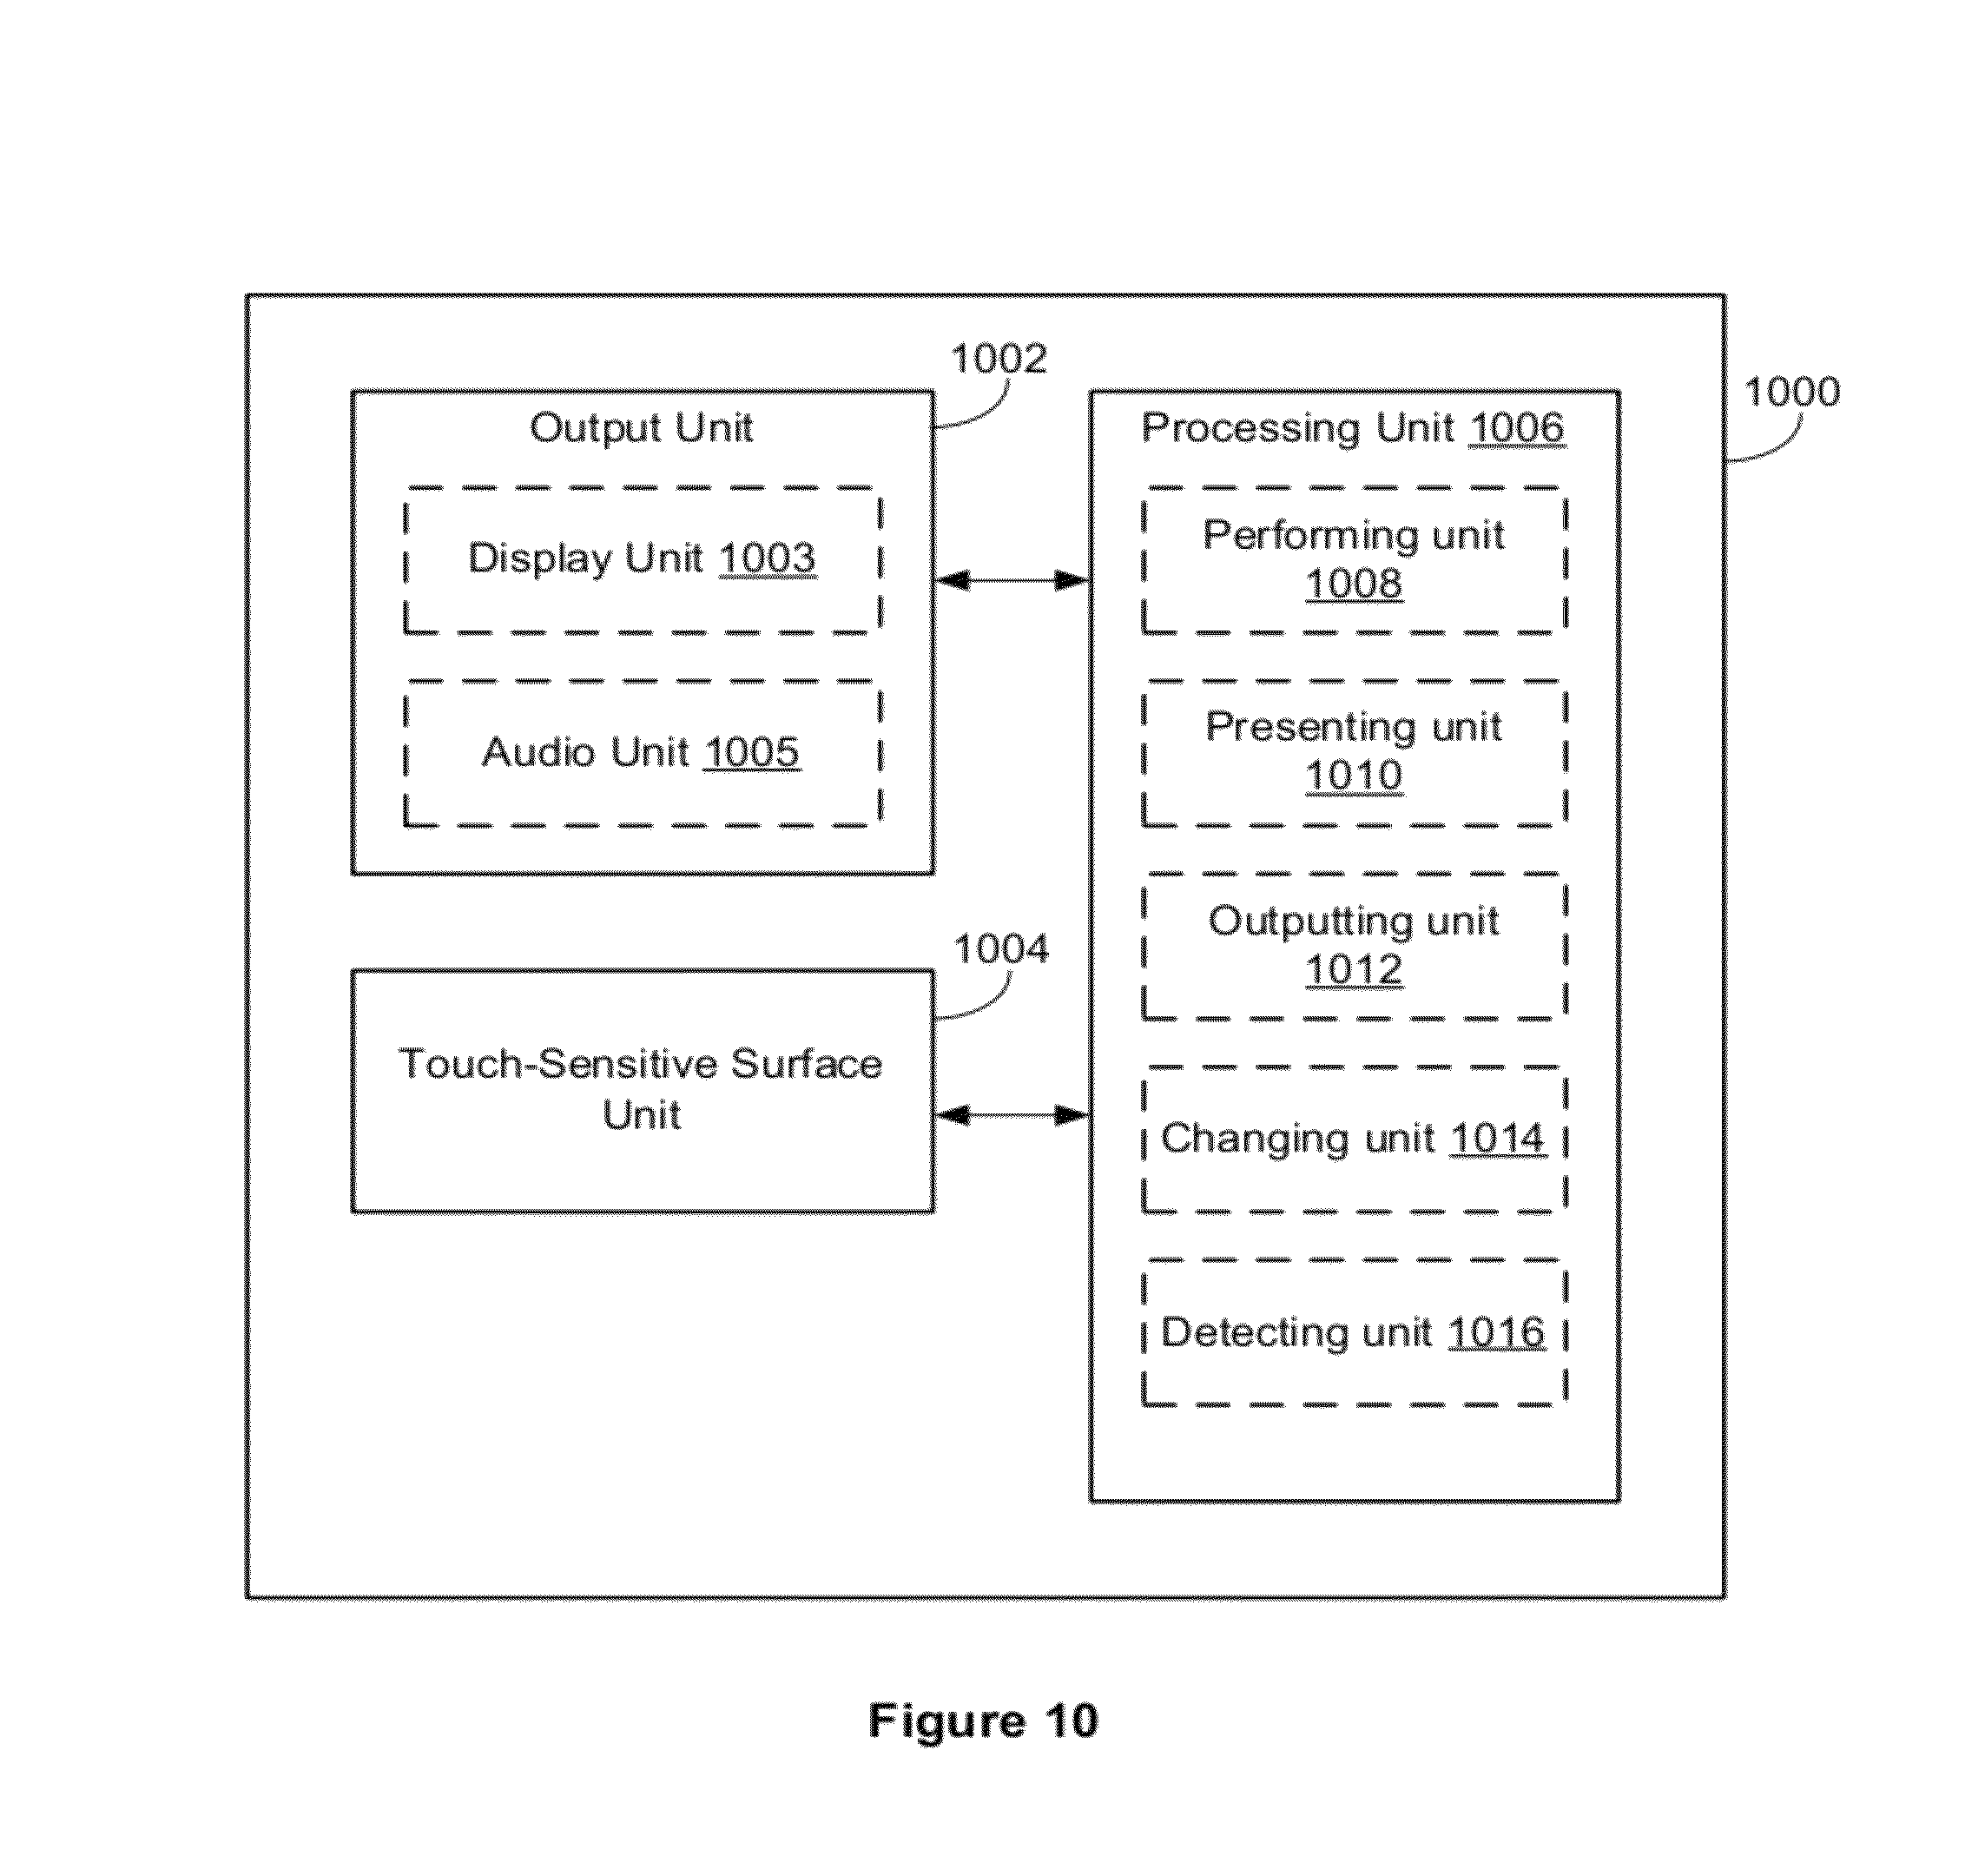 1002
1000
Output Unit
Display Unit 1003
Audio Unit 1005
1004
Touch-Sensitive Surface
Unit
Processing Unit 1006
Performing unit
1008
Presenting unit
1010
Outputting unit
1012
Changing unit 1014
Detecting unit 1016
Figure 10